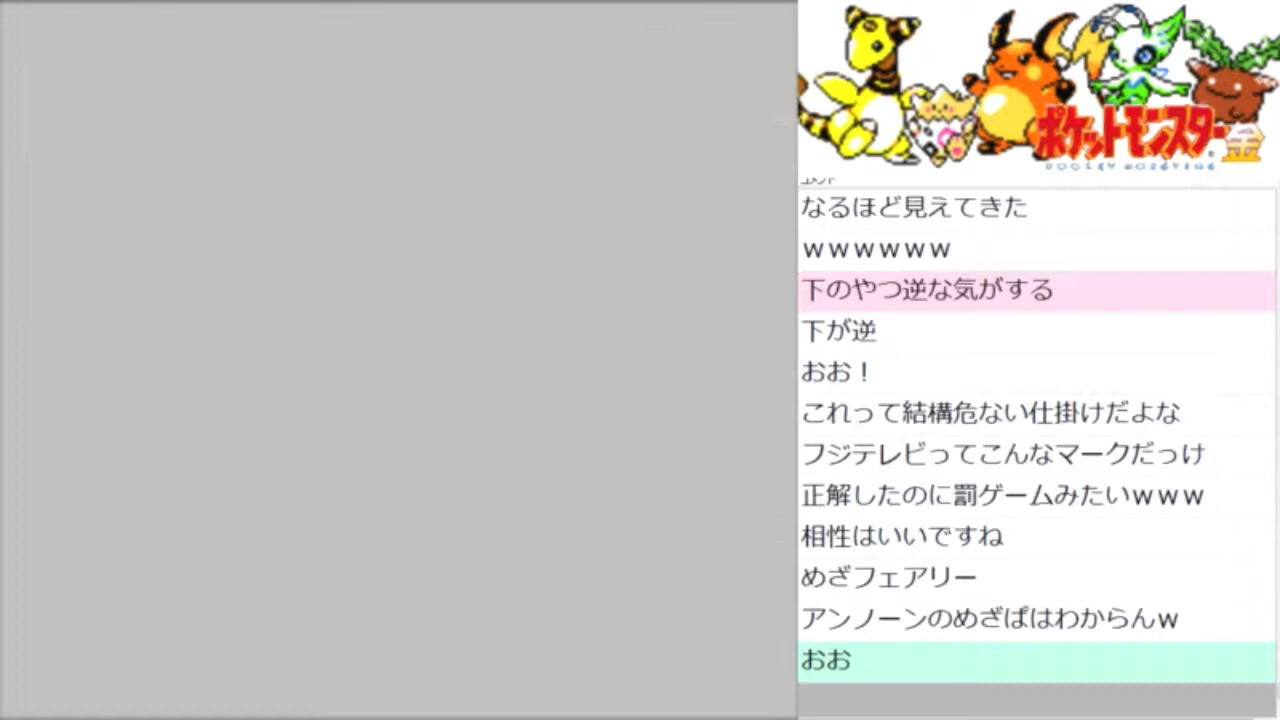 ポケットモンスター金
なるほど見えてきた
ｗｗｗｗｗｗ
下のやつ逆な気がする
下が逆
おお！
これって結構危ない仕掛けだよな
フジテレビってこんなマークだっけ
正解したのに罰ゲームみたいｗｗｗ
相性はいいですね
めざフェアリー
アンノーンのめざぱはわからんｗ
おお